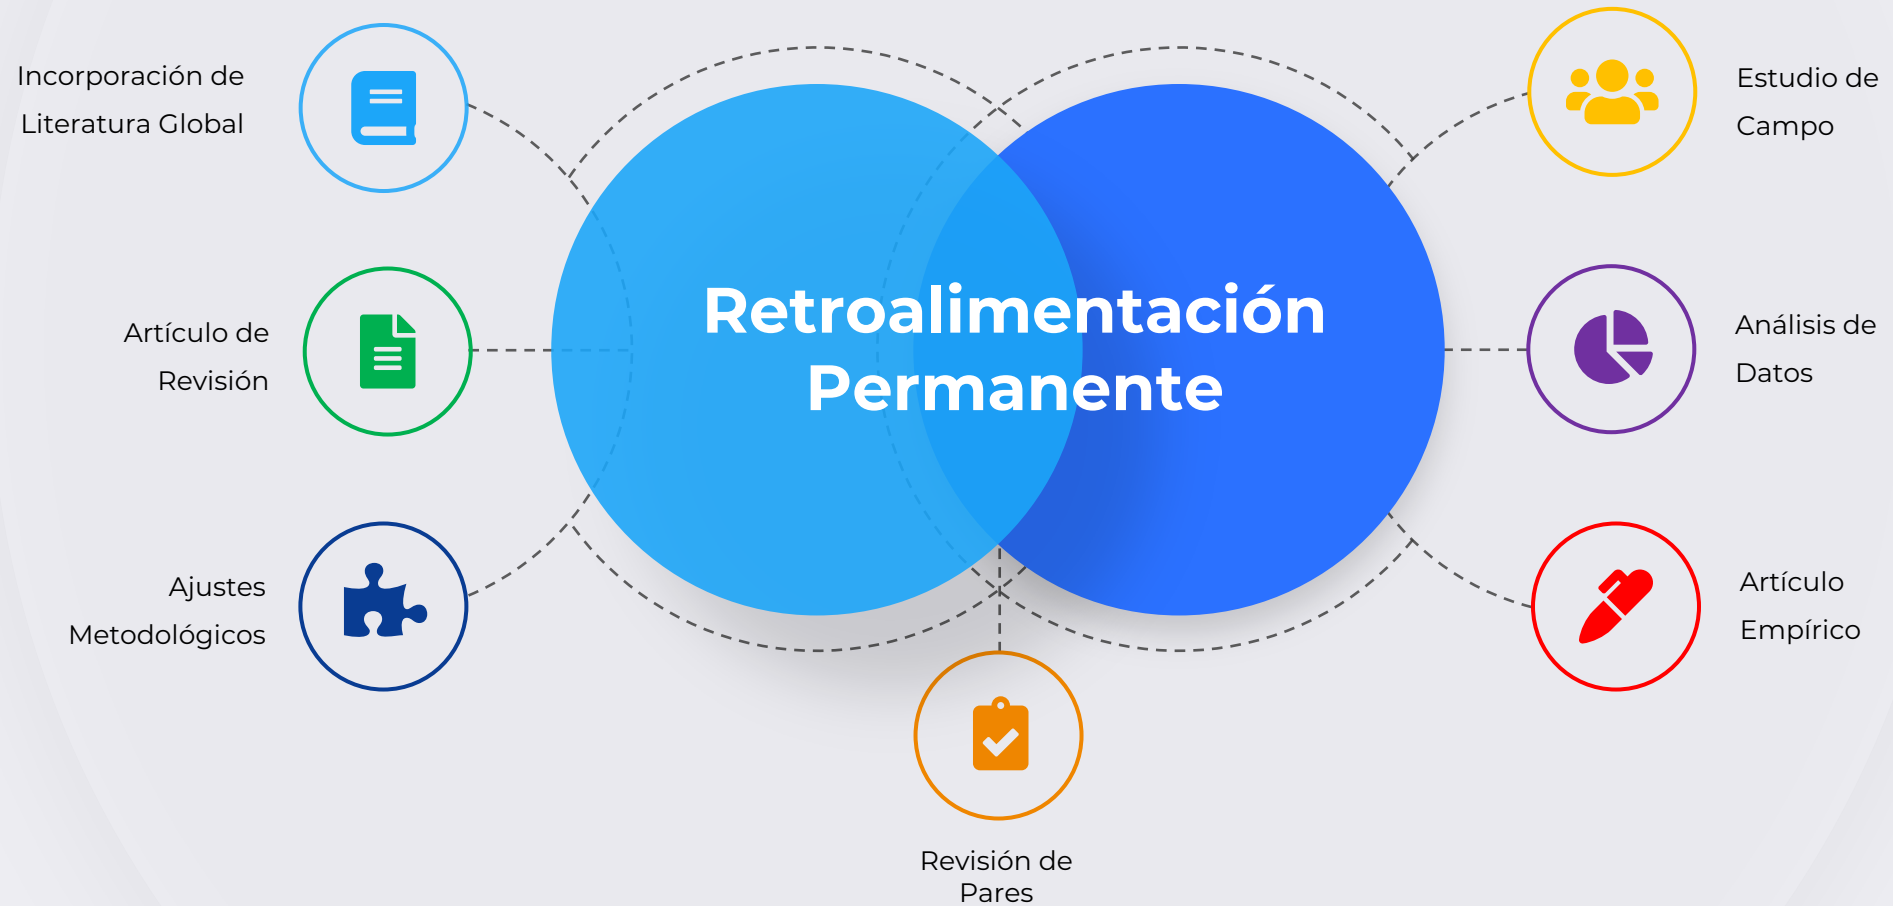 Incorporación de
Literatura Global
Artículo de
Revisión
Ajustes
Metodológicos
Retroalimentación
Permanente
Revisión de
Pares
Estudio de
Campo
Análisis de
Datos
Artículo
Empírico